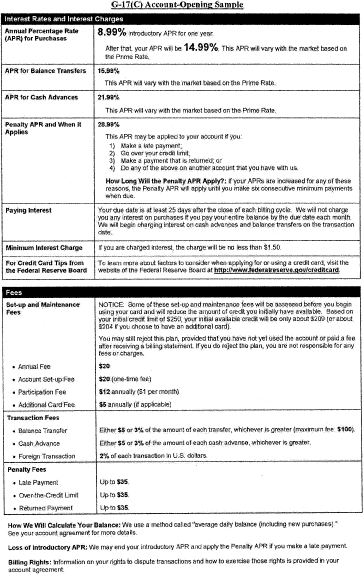 G-17(C) Account-Opening Sample
Interest Rates and Interest Charges
Annual Percentage Rate
(APR) for Purchases
8.99% introductory APR for one year.
After that, your APR will be 14.99%. This APR will vary with the market based on
the Prime Rate.
APR for Balance Transfers
15.99%
This APR will vary with the market based on the Prime Rate.
APR for Cash Advances
21.99%
This APR will vary with the market based on the Prime Rate.
Penalty APR and When it
Applies
28.99%
This APR may be applied to your account if you:
1) Make a late payment;
2) Go over your credit limit;
3) Make a payment that is returned; or
4) Do any of the above on another account that you have with us.
How Long Will the Penalty APR Apply?: If your APRs are increased for any of these
reasons, the Penalty APR will apply until you make six consecutive minimum payments
when due.
Paying Interest
Your due date is at least 25 days after the close of each billing cycle. We will not charge
you any interest on purchases if you pay your entire balance by the due date each month.
We will begin charging interest on cash advances and balance transfers on the transaction
date.
Minimum Interest Charge
If you are charged interest, the charge will be no less than $1.50.
For Credit Card Tips from
the Federal Reserve Board
To learn more about factors to consider when applying for or using a credit card, visit the
website of the Federal Reserve Board at http://www.federalreserve.gov/creditcard.
Fees
Set-up and Maintenance
Fees
NOTICE: Some of these set-up and maintenance fees will be assessed before you begin
using your card and will reduce the amount of credit you initially have available. Based on
your initial credit limit of $250, your initial available credit will be only about $209 (or about
$204 if you choose to have an additional card).
You may still reject this plan, provided that you have not yet used the account or paid a fee
after receiving a billing statement. If you do reject the plan, you are not responsible for any
fees or charges.
• Annual Fee
$20
• Account Set-up Fee
$20 (one-time fee)
• Participation Fee
$12 annually ($1 per month)
• Additional Card Fee
$5 annually (if applicable)
Transaction Fees
• Balance Transfer
Either $5 or 3% of the amount of each transfer, whichever is greater (maximum fee: $100).
• Cash Advance
Either $5 or 3% of the amount of each cash advance, whichever is greater.
• Foreign Transaction
2% of each transaction in U.S. dollars.
Penalty Fees
• Late Payment
Up to $35.
• Over-the-Credit Limit
Up to $35.
• Returned Payment
Up to $35.
How We Will Calculate Your Balance: We use a method called "average daily balance (including new purchases)."
See your account agreement for more details.
Loss of Introductory APR: We may end your introductory APR and apply the Penalty APR if you make a late payment.
Billing Rights: Information on your rights to dispute transactions and how to exercise those rights is provided in your
account agreement.